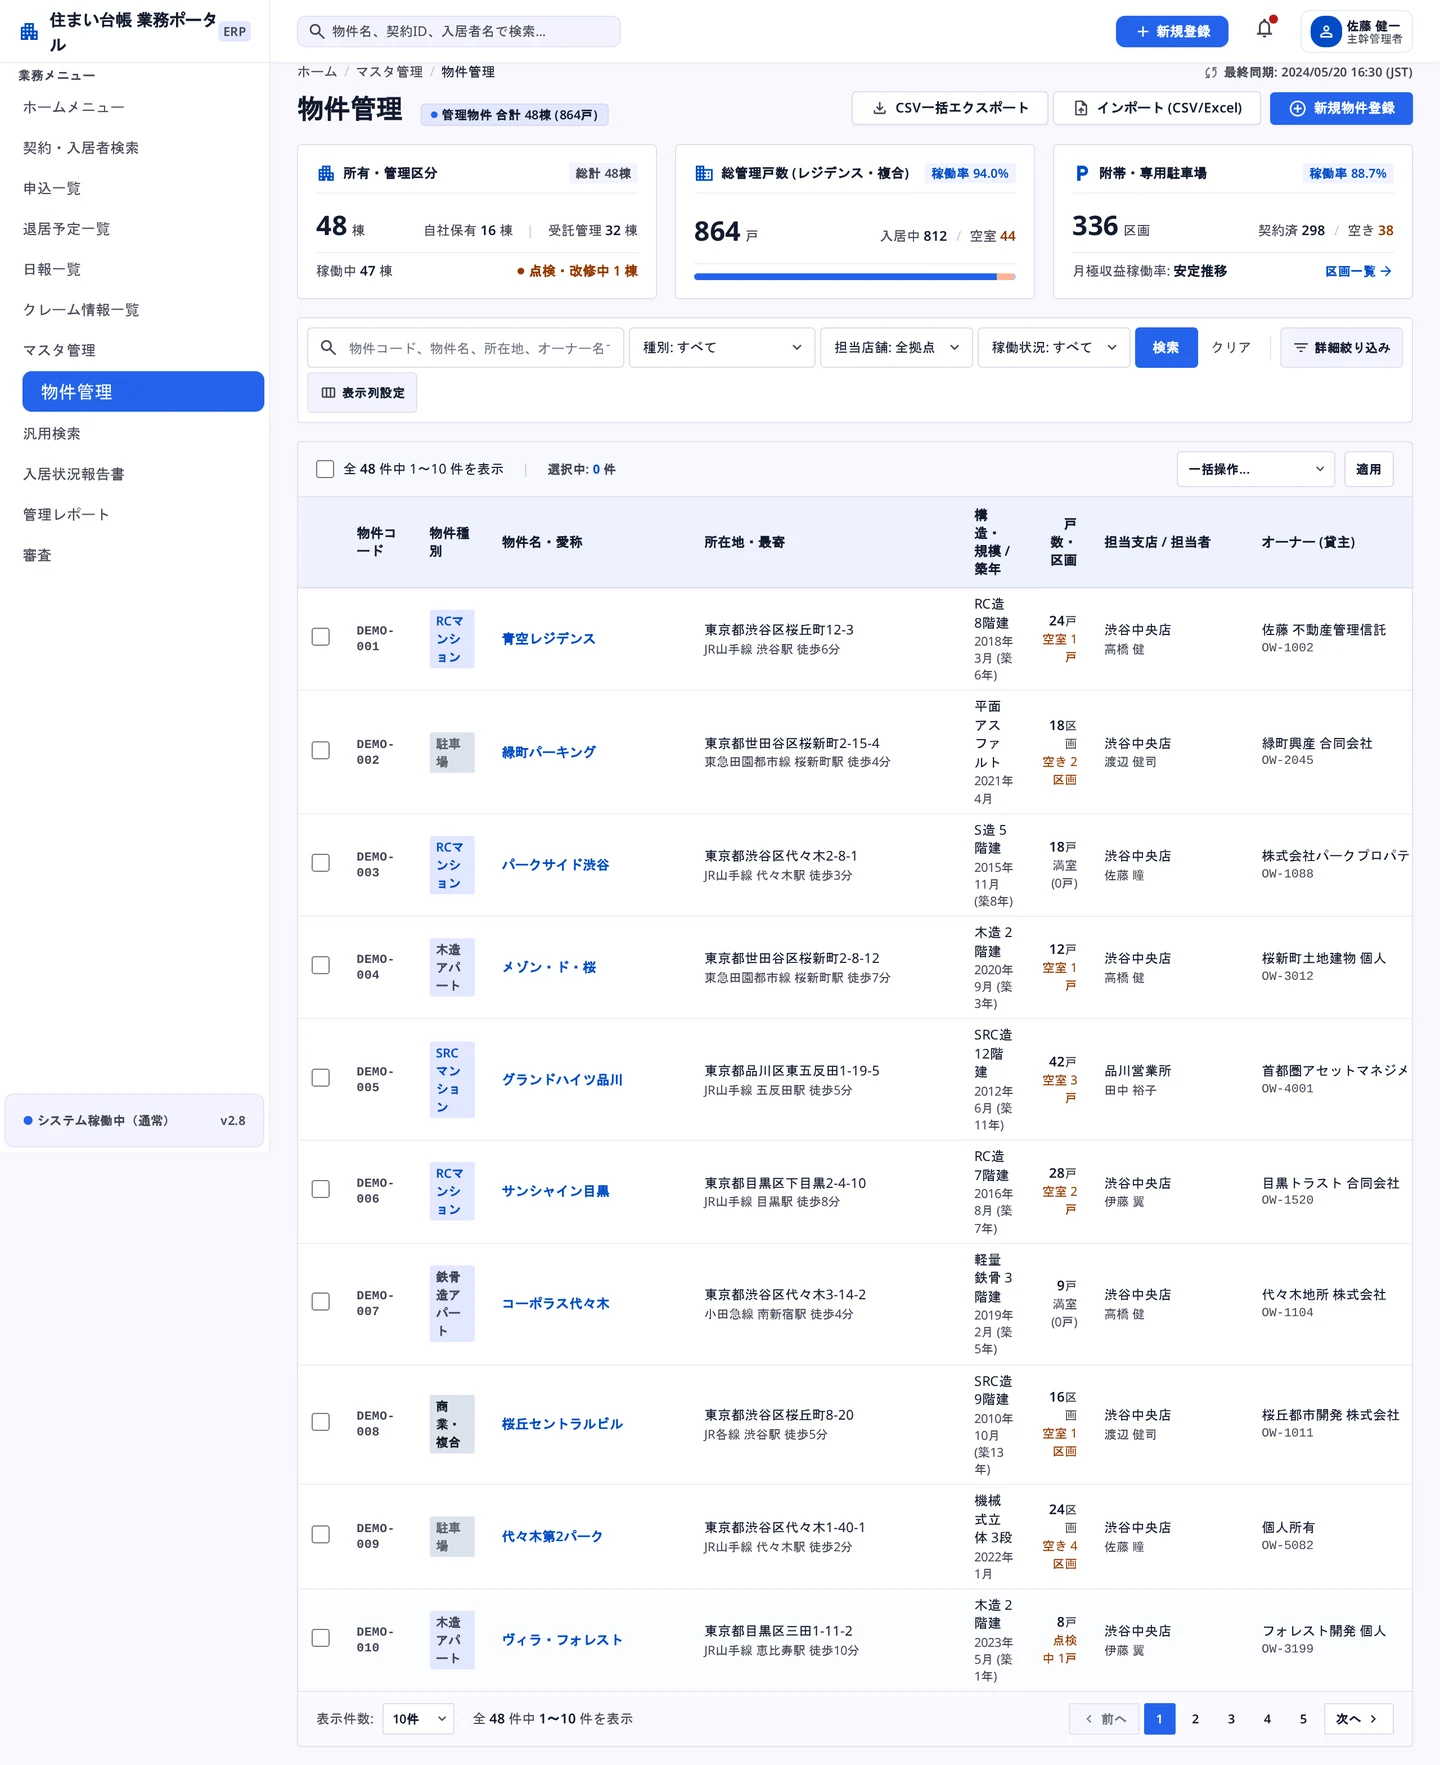 住まい台帳 業務ポータ
ル
ERP
物件名、契約ID、入居者名で検索...
新規登録
佐藤 健一
主幹管理者
業務メニュー
ホームメニュー
契約・入居者検索
申込一覧
退居予定一覧
日報一覧
クレーム情報一覧
マスタ管理
物件管理
汎用検索
入居状況報告書
管理レポート
審査
システム稼働中（通常）
v2.8
ホーム / マスタ管理 / 物件管理
最終同期: 2024/05/20 16:30 (JST)
物件管理
管理物件 合計 48棟 (864戸)
CSV一括エクスポート
インポート (CSV/Excel)
新規物件登録
所有・管理区分
総計 48棟
48 棟
自社保有 16 棟 | 受託管理 32 棟
稼働中 47 棟
点検・改修中 1 棟
総管理戸数 (レジデンス・複合)
稼働率 94.0%
864 戸
入居中 812 / 空室 44
P 附帯・専用駐車場
稼働率 88.7%
336 区画
契約済 298 / 空き 38
月極収益稼働率: 安定推移
区画一覧
物件コード、物件名、所在地、オーナー名
種別: すべて
担当店舗: 全拠点
稼働状況: すべて
検索
クリア
詳細絞り込み
表示列設定
全 48 件中 1〜10 件を表示 | 選択中: 0 件
一括操作...
適用
物件コ
ード
物件種
別
物件名・愛称
所在地・最寄
構
造・
規模 /
築年
戸
数・
区画
担当支店 / 担当者
オーナー (貸主)
DEMO-
001
RCマ
ンシ
ョン
青空レジデンス
東京都渋谷区桜丘町12-3
JR山手線 渋谷駅 徒歩6分
RC造
8階建
2018年
3月 (築
6年)
24戸
空室 1
戸
渋谷中央店
高橋 健
佐藤 不動産管理信託
OW-1002
DEMO-
002
駐車
場
緑町パーキング
東京都世田谷区桜新町2-15-4
東急田園都市線 桜新町駅 徒歩4分
平面
アス
ファ
ルト
2021年
4月
18区
画
空き 2
区画
渋谷中央店
渡辺 健司
緑町興産 合同会社
OW-2045
DEMO-
003
RCマ
ンシ
ョン
パークサイド渋谷
東京都渋谷区代々木2-8-1
JR山手線 代々木駅 徒歩3分
S造 5
階建
2015年
11月
(築8年)
18戸
満室
(0戸)
渋谷中央店
佐藤 瞳
株式会社パークプロパテ
OW-1088
DEMO-
004
木造
アパ
ート
メゾン・ド・桜
東京都世田谷区桜新町2-8-12
東急田園都市線 桜新町駅 徒歩7分
木造 2
階建
2020年
9月 (築
3年)
12戸
空室 1
戸
渋谷中央店
高橋 健
桜新町土地建物 個人
OW-3012
DEMO-
005
SRC
マン
ショ
ン
グランドハイツ品川
東京都品川区東五反田1-19-5
JR山手線 五反田駅 徒歩5分
SRC造
12階
建
2012年
6月 (築
11年)
42戸
空室 3
戸
品川営業所
田中 裕子
首都圏アセットマネジメ
OW-4001
DEMO-
006
RCマ
ンシ
ョン
サンシャイン目黒
東京都目黒区下目黒2-4-10
JR山手線 目黒駅 徒歩8分
RC造
7階建
2016年
8月 (築
7年)
28戸
空室 2
戸
渋谷中央店
伊藤 翼
目黒トラスト 合同会社
OW-1520
DEMO-
007
鉄骨
造ア
パー
ト
コーポラス代々木
東京都渋谷区代々木3-14-2
小田急線 南新宿駅 徒歩4分
軽量
鉄骨 3
階建
2019年
2月 (築
5年)
9戸
満室
(0戸)
渋谷中央店
高橋 健
代々木地所 株式会社
OW-1104
DEMO-
008
商
業・
複合
桜丘セントラルビル
東京都渋谷区桜丘町8-20
JR各線 渋谷駅 徒歩5分
SRC造
9階建
2010年
10月
(築13
年)
16区
画
空室 1
区画
渋谷中央店
渡辺 健司
桜丘都市開発 株式会社
OW-1011
DEMO-
009
駐車
場
代々木第2パーク
東京都渋谷区代々木1-40-1
JR山手線 代々木駅 徒歩2分
機械
式立
体 3段
2022年
1月
24区
画
空き 4
区画
渋谷中央店
佐藤 瞳
個人所有
OW-5082
DEMO-
010
木造
アパ
ート
ヴィラ・フォレスト
東京都目黒区三田1-11-2
JR山手線 恵比寿駅 徒歩10分
木造 2
階建
2023年
5月 (築
1年)
8戸
点検
中 1戸
渋谷中央店
伊藤 翼
フォレスト開発 個人
OW-3199
表示件数: 10件 全 48 件中 1〜10 件を表示
前へ 1 2 3 4 5 次へ